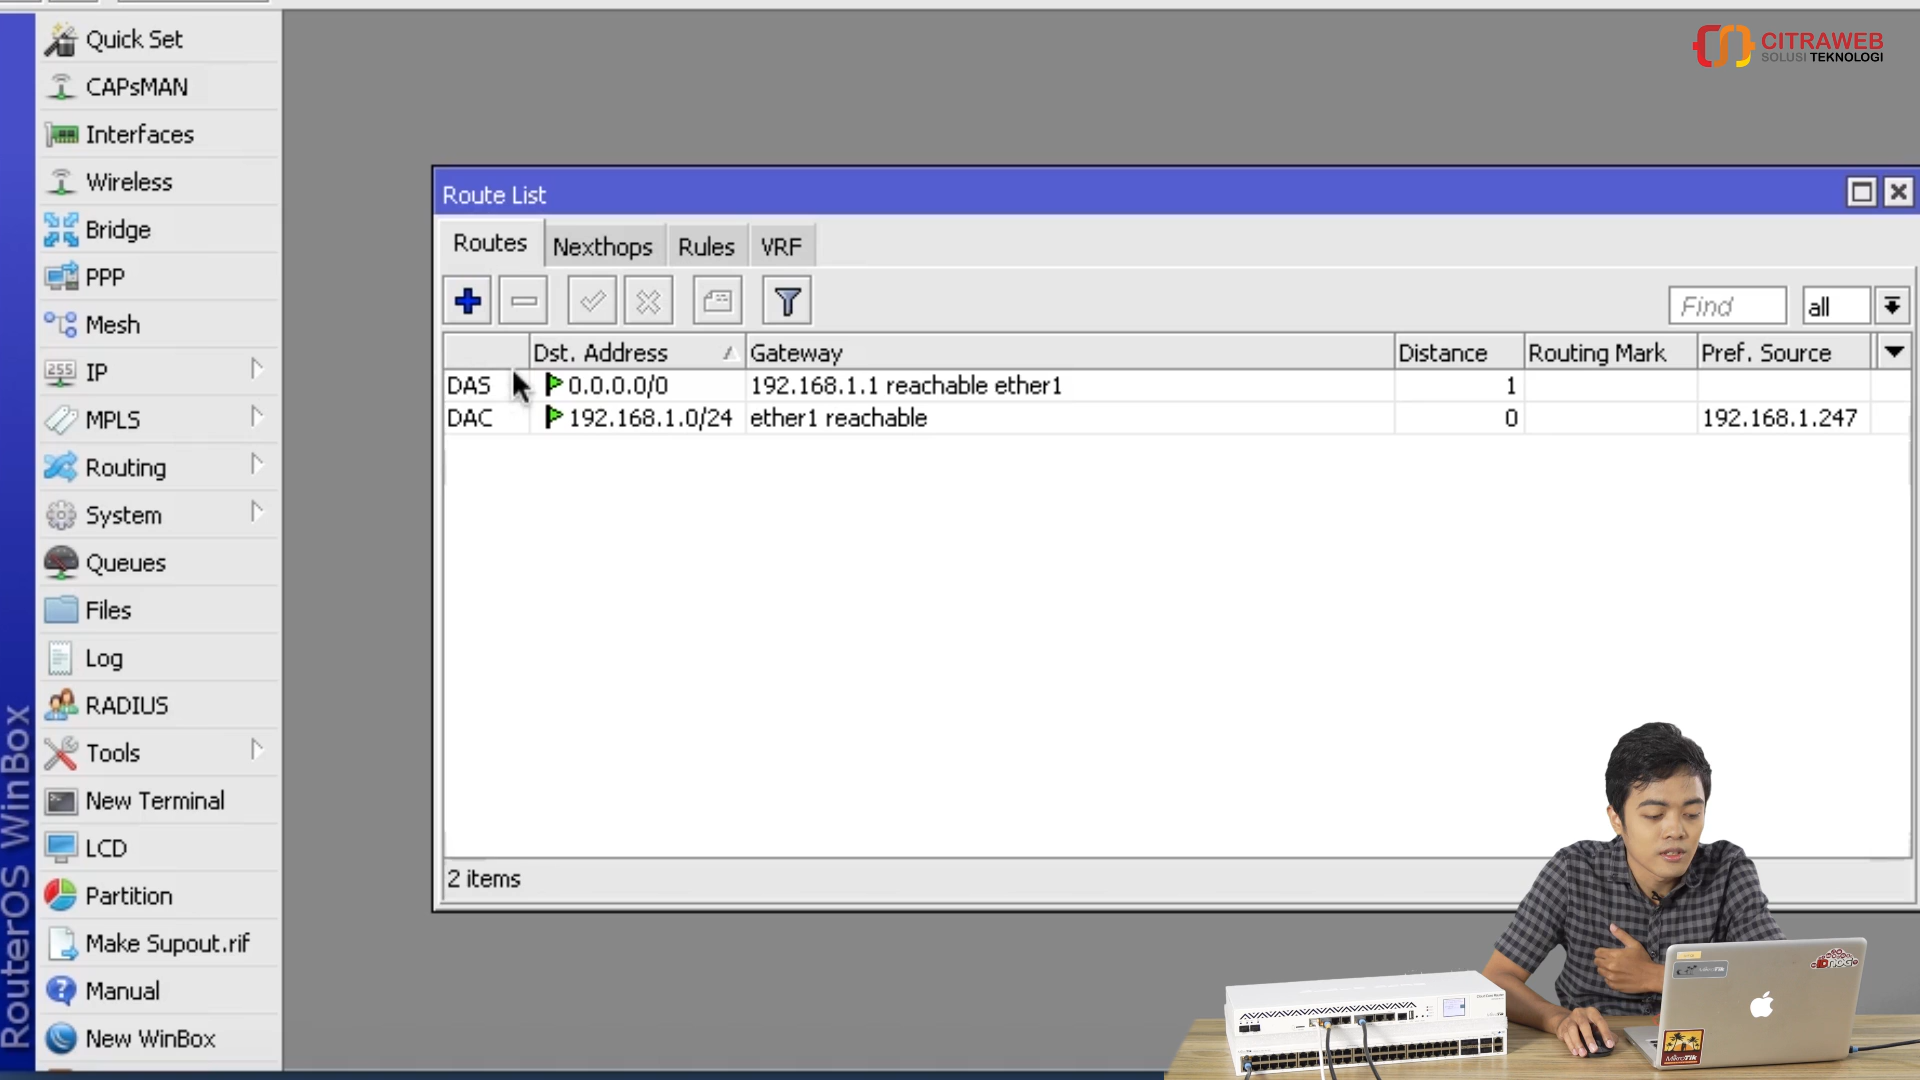 CITRAWEB
SOLUSI TEKNOLOGI
Quick Set
CAPsMAN
Interfaces
Wireless
Bridge
PPP
Mesh
IP
MPLS
Routing
System
Queues
Files
Log
RADIUS
Tools
New Terminal
LCD
Partition
Make Supout.rif
Manual
New WinBox
RouterOS WinBox
Route List
Routes Nexthops Rules VRF
Find all
Dst. Address Gateway Distance Routing Mark Pref. Source
DAS 0.0.0.0/0 192.168.1.1 reachable ether1 1
DAC 192.168.1.0/24 ether1 reachable 0 192.168.1.247
2 items
MikroTik